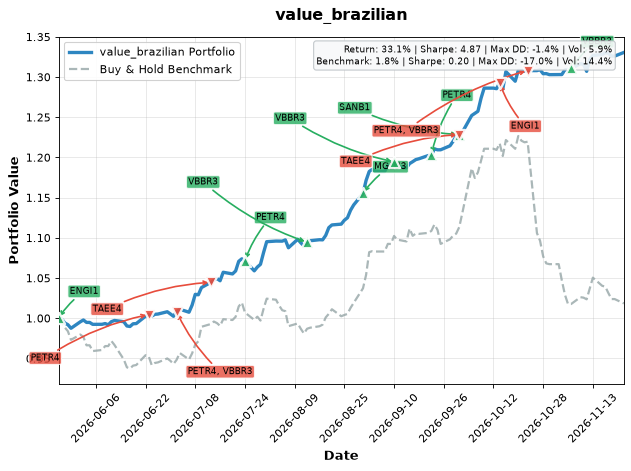 value_brazilian
value_brazilian Portfolio
Buy & Hold Benchmark
Return: 33.1% | Sharpe: 4.87 | Max DD: -1.4% | Vol: 5.9%
Benchmark: 1.8% | Sharpe: 0.20 | Max DD: -17.0% | Vol: 14.4%
Portfolio Value
1.35
1.30
1.25
1.20
1.15
1.10
1.05
1.00
VBBR3
PETR4
SANB1
VBBR3
PETR4, VBBR3
ENGI1
TAEE4
VBBR3
PETR4
ENGI1
TAEE4
PETR4
PETR4, VBBR3
2026-06-06
2026-06-22
2026-07-08
2026-07-24
2026-08-09
2026-08-25
2026-09-10
2026-09-26
2026-10-12
2026-10-28
2026-11-13
Date